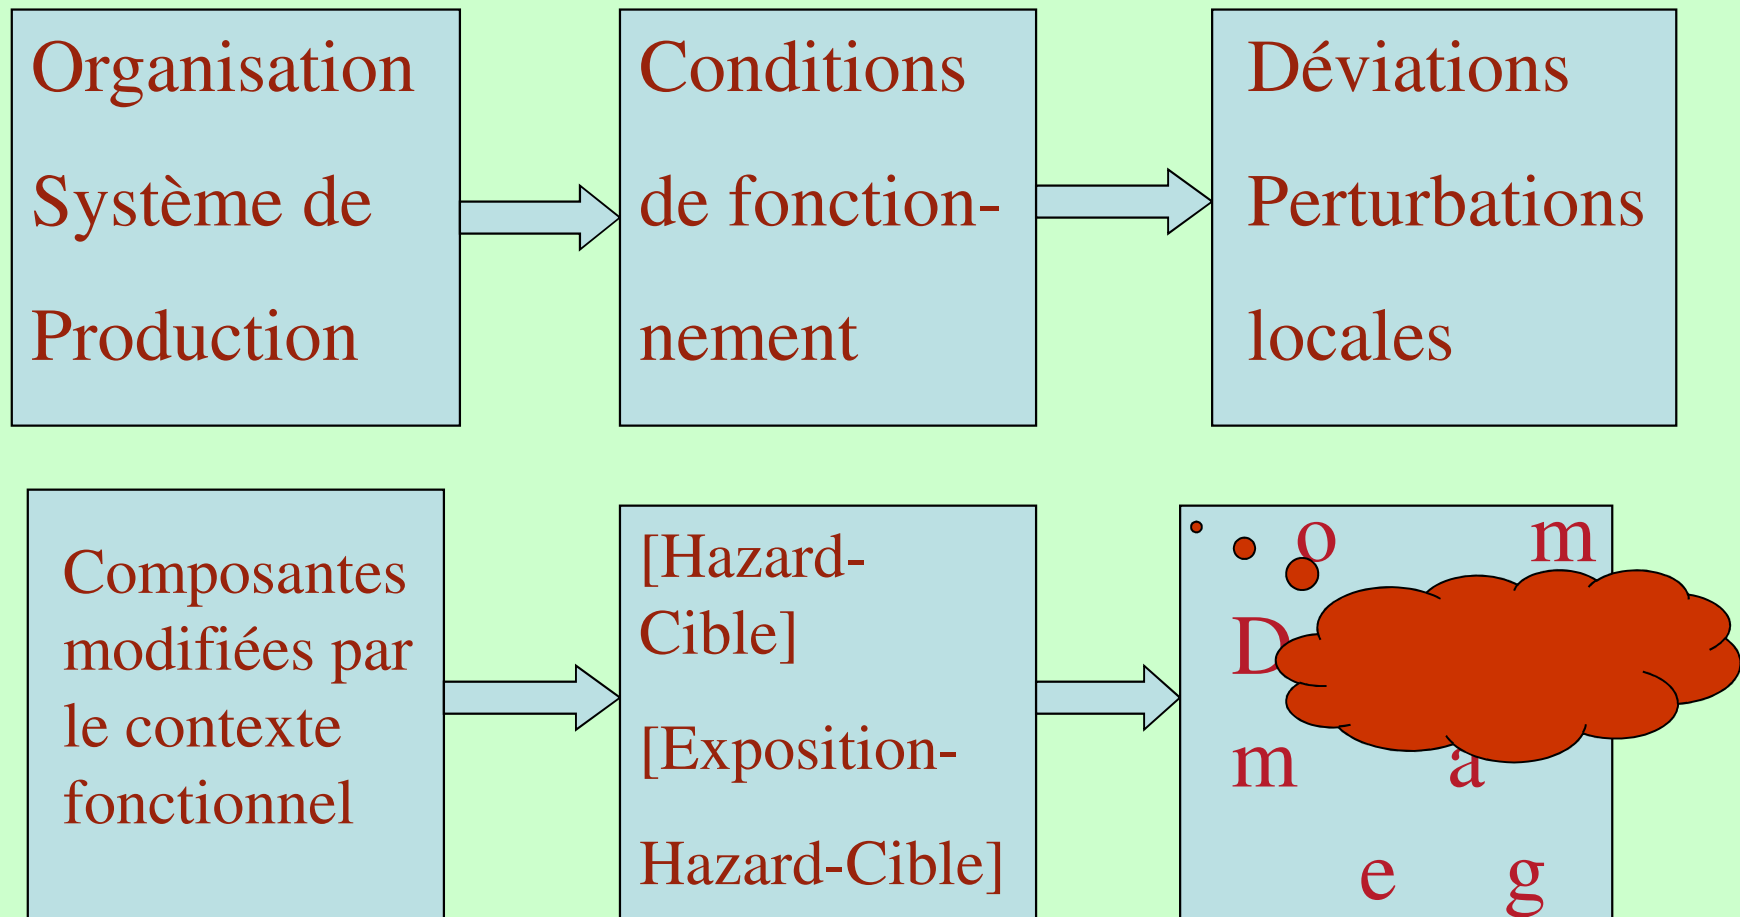 Organisation
Système de
Production
Conditions
de fonction-
nement
Déviations
Perturbations
locales
Composantes
modifiées par
le contexte
fonctionnel
[Hazard-
Cible]
[Exposition-
Hazard-Cible]
o m
D
m a
e g